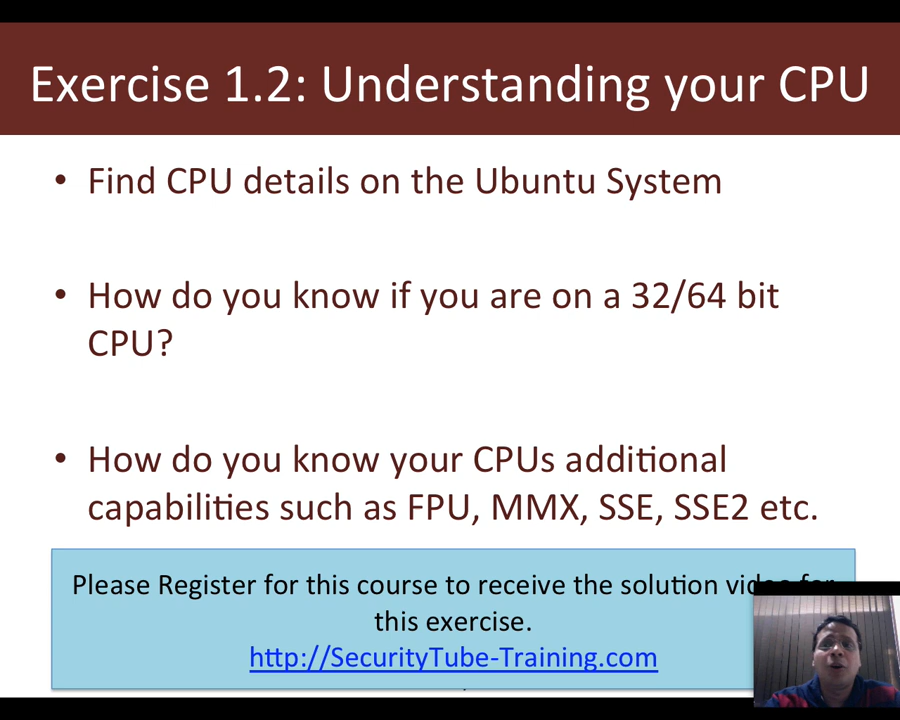 Exercise 1.2: Understanding your CPU
• Find CPU details on the Ubuntu System
• How do you know if you are on a 32/64 bit
CPU?
• How do you know your CPUs additional
capabilities such as FPU, MMX, SSE, SSE2 etc.
Please Register for this course to receive the solution video for
this exercise.
http://SecurityTube-Training.com